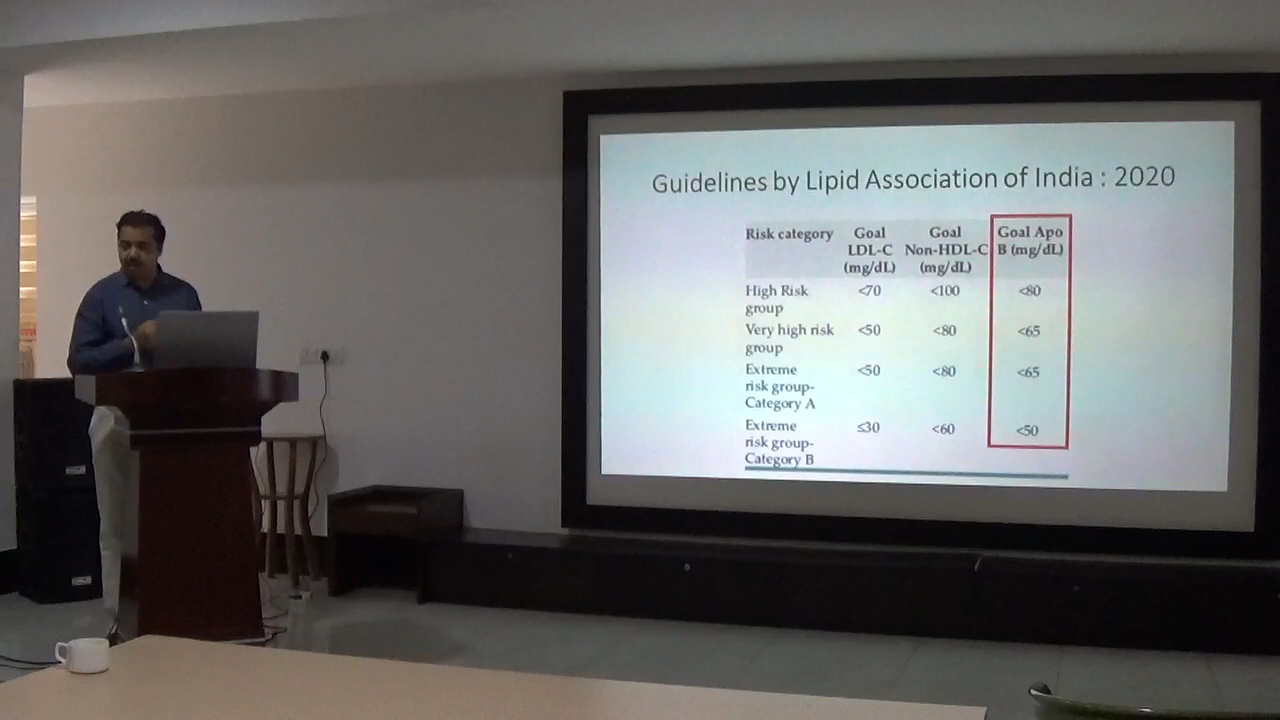 Guidelines by Lipid Association of India : 2020
Risk category Goal LDL-C (mg/dL) Goal Non-HDL-C (mg/dL) Goal Apo B (mg/dL)
High Risk group <70 <100 <80
Very high risk group <50 <80 <65
Extreme risk group- Category A <50 <80 <65
Extreme risk group- Category B ≤30 <60 <50